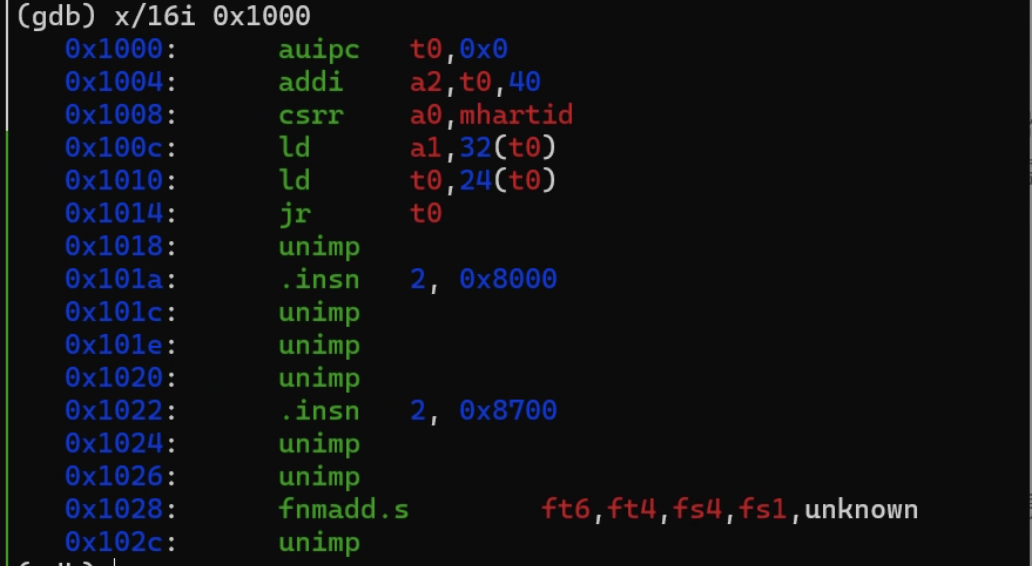 (gdb) x/16i 0x1000
0x1000: auipc t0,0x0
0x1004: addi a2,t0,40
0x1008: csrr a0,mhartid
0x100c: ld a1,32(t0)
0x1010: ld t0,24(t0)
0x1014: jr t0
0x1018: unimp
0x101a: .insn 2, 0x8000
0x101c: unimp
0x101e: unimp
0x1020: unimp
0x1022: .insn 2, 0x8700
0x1024: unimp
0x1026: unimp
0x1028: fnmadd.s ft6,ft4,fs4,fs1,unknown
0x102c: unimp